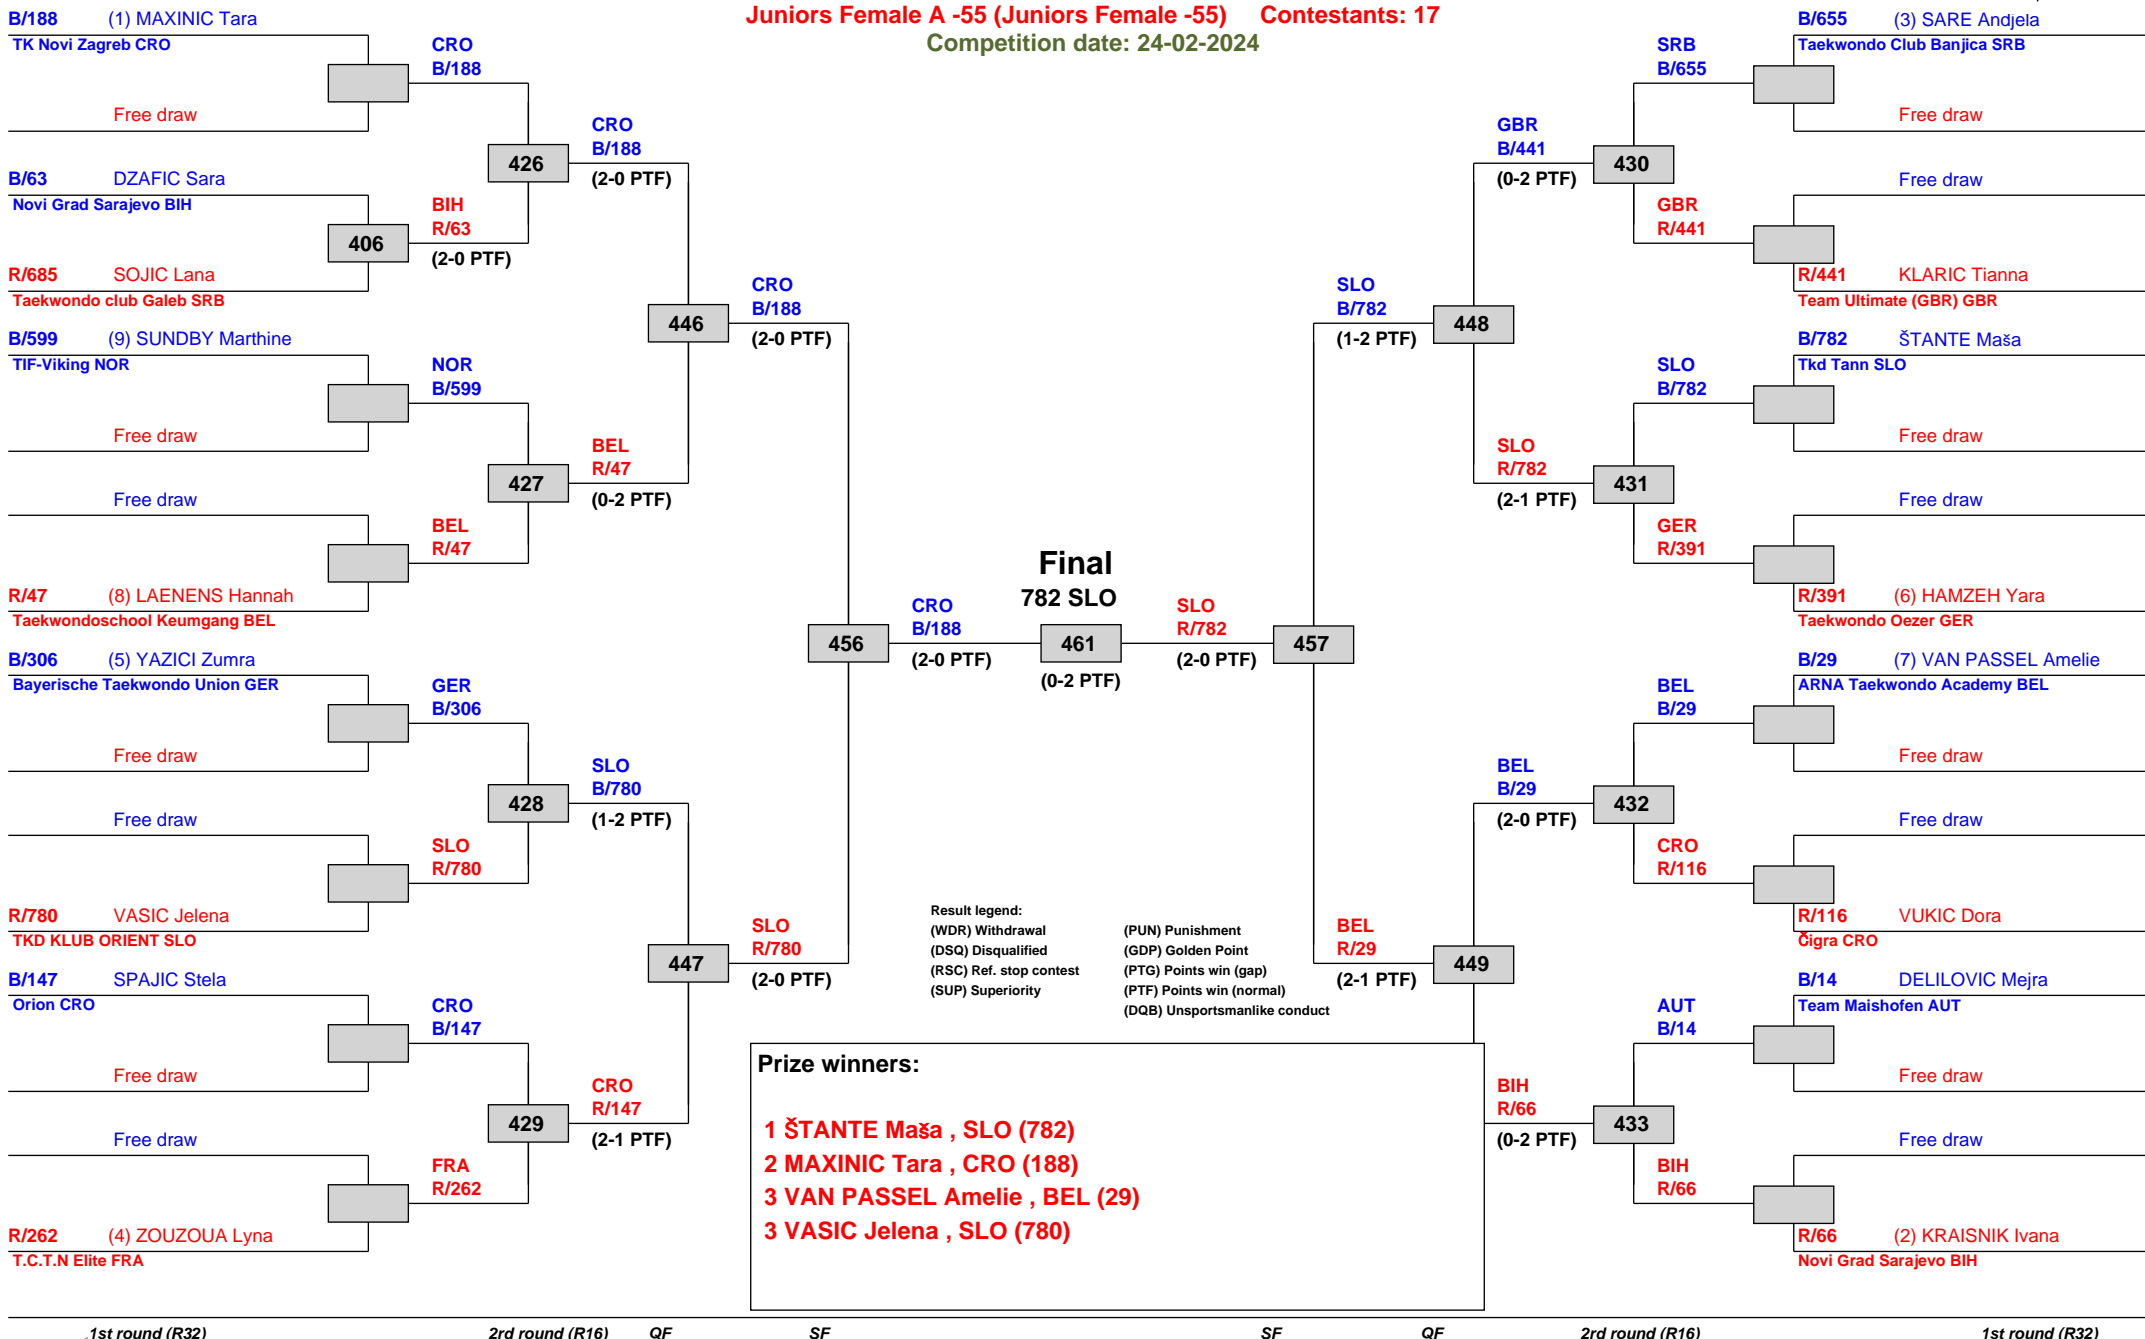 Juniors Female A -55 (Juniors Female -55) Contestants: 17
Competition date: 24-02-2024
B/188 (1) MAXINIC Tara
TK Novi Zagreb CRO
Free draw
B/63 DZAFIC Sara
Novi Grad Sarajevo BIH
406
R/685 SOJIC Lana
Taekwondo club Galeb SRB
B/599 (9) SUNDBY Marthine
TIF-Viking NOR
Free draw
Free draw
R/47 (8) LAENENS Hannah
Taekwondoschool Keumgang BEL
B/306 (5) YAZICI Zumra
Bayerische Taekwondo Union GER
Free draw
Free draw
R/780 VASIC Jelena
TKD KLUB ORIENT SLO
B/147 SPAJIC Stela
Orion CRO
Free draw
Free draw
R/262 (4) ZOUZOUA Lyna
T.C.T.N Elite FRA
CRO
B/188
426
BIH
R/63
(2-0 PTF)
NOR
B/599
427
BEL
R/47
GER
B/306
428
SLO
R/780
CRO
B/147
429
FRA
R/262
CRO
B/188
(2-0 PTF)
446
BEL
R/47
(0-2 PTF)
SLO
B/780
(1-2 PTF)
447
CRO
R/147
(2-1 PTF)
CRO
B/188
(2-0 PTF)
456
SLO
R/780
(2-0 PTF)
CRO
B/188
(2-0 PTF)
Final
782 SLO
461
(0-2 PTF)
SLO
R/782
(2-0 PTF)
SLO
B/782
(1-2 PTF)
457
BEL
R/29
(2-1 PTF)
GBR
B/441
(0-2 PTF)
448
SLO
R/782
(2-1 PTF)
BEL
B/29
(2-0 PTF)
449
BIH
R/66
(0-2 PTF)
SRB
B/655
430
GBR
R/441
SLO
B/782
431
GER
R/391
BEL
B/29
432
CRO
R/116
AUT
B/14
433
BIH
R/66
B/655 (3) SARE Andjela
Taekwondo Club Banjica SRB
Free draw
Free draw
R/441 KLARIC Tianna
Team Ultimate (GBR) GBR
B/782 ŠTANTE Maša
Tkd Tann SLO
Free draw
Free draw
R/391 (6) HAMZEH Yara
Taekwondo Oezer GER
B/29 (7) VAN PASSEL Amelie
ARNA Taekwondo Academy BEL
Free draw
Free draw
R/116 VUKIC Dora
Čigra CRO
B/14 DELILOVIC Mejra
Team Maishofen AUT
Free draw
Free draw
R/66 (2) KRAISNIK Ivana
Novi Grad Sarajevo BIH
Result legend:
(WDR) Withdrawal (PUN) Punishment
(DSQ) Disqualified (GDP) Golden Point
(RSC) Ref. stop contest (PTG) Points win (gap)
(SUP) Superiority (PTF) Points win (normal)
(DQB) Unsportsmanlike conduct
Prize winners:
1 ŠTANTE Maša , SLO (782)
2 MAXINIC Tara , CRO (188)
3 VAN PASSEL Amelie , BEL (29)
3 VASIC Jelena , SLO (780)
1st round (R32) 2rd round (R16) QF SF SF QF 2rd round (R16) 1st round (R32)